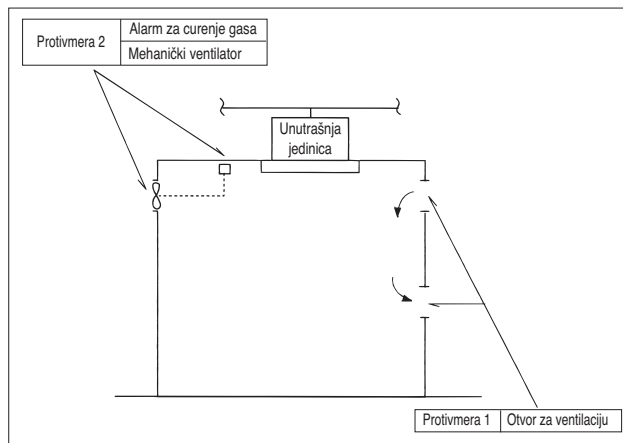 Protivmera 2
Alarm za curenje gasa
Mehanički ventilator
Unutrašnja
jedinica
Protivmera 1
Otvor za ventilaciju